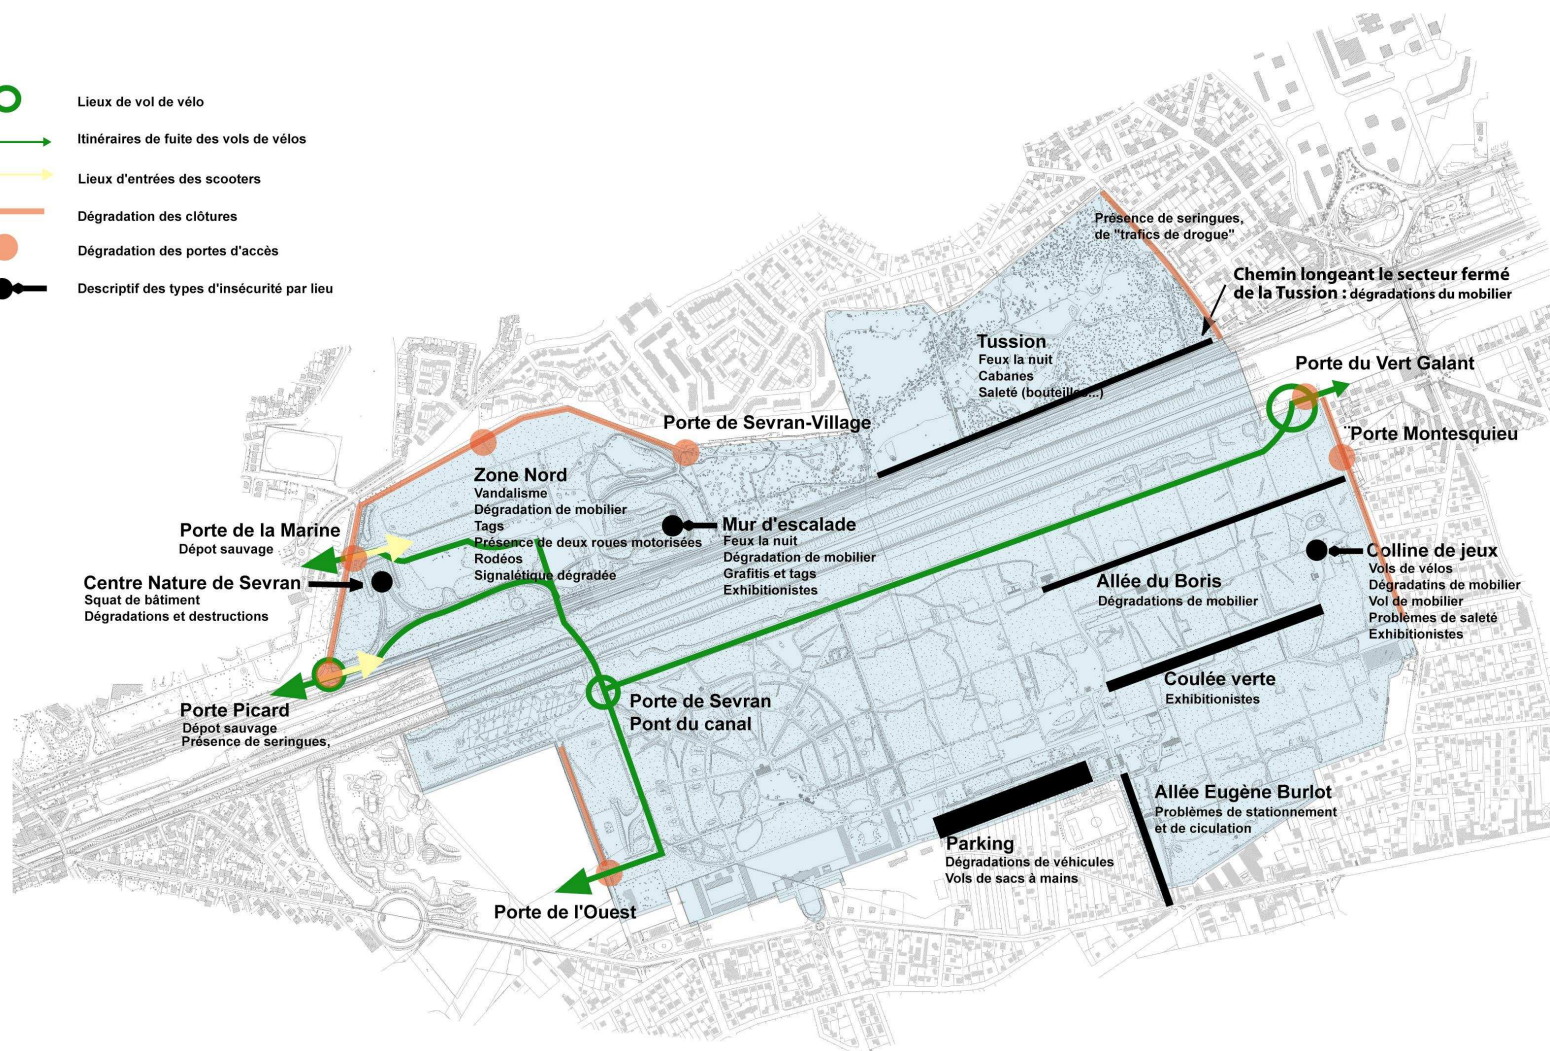 Lieux de vol de vélo
Itinéraires de fuite des vols de vélos
Lieux d'entrées des scooters
Dégradation des clôtures
Dégradation des portes d'accès
Descriptif des types d'insécurité par lieu
Présence de seringues,
de "trafics de drogue"
Chemin longeant le secteur fermé
de la Tussion : dégradations du mobilier
Tussion
Feux la nuit
Cabanes
Saleté (bouteilles...)
Porte du Vert Galant
Porte de Sevran-Village
¨Porte Montesquieu
Zone Nord
Vandalisme
Dégradation de mobilier
Tags
Présence de deux roues motorisées
Rodéos
Signalétique dégradée
Porte de la Marine
Dépot sauvage
Mur d'escalade
Feux la nuit
Dégradation de mobilier
Grafitis et tags
Exhibitionistes
Centre Nature de Sevran
Squat de bâtiment
Dégradations et destructions
Colline de jeux
Vols de vélos
Dégradatins de mobilier
Vol de mobilier
Problèmes de saleté
Exhibitionistes
Allée du Boris
Dégradations de mobilier
Coulée verte
Exhibitionistes
Porte Picard
Dépot sauvage
Présence de seringues,
Porte de Sevran
Pont du canal
Allée Eugène Burlot
Problèmes de stationnement
et de ciculation
Parking
Dégradations de véhicules
Vols de sacs à mains
Porte de l'Ouest